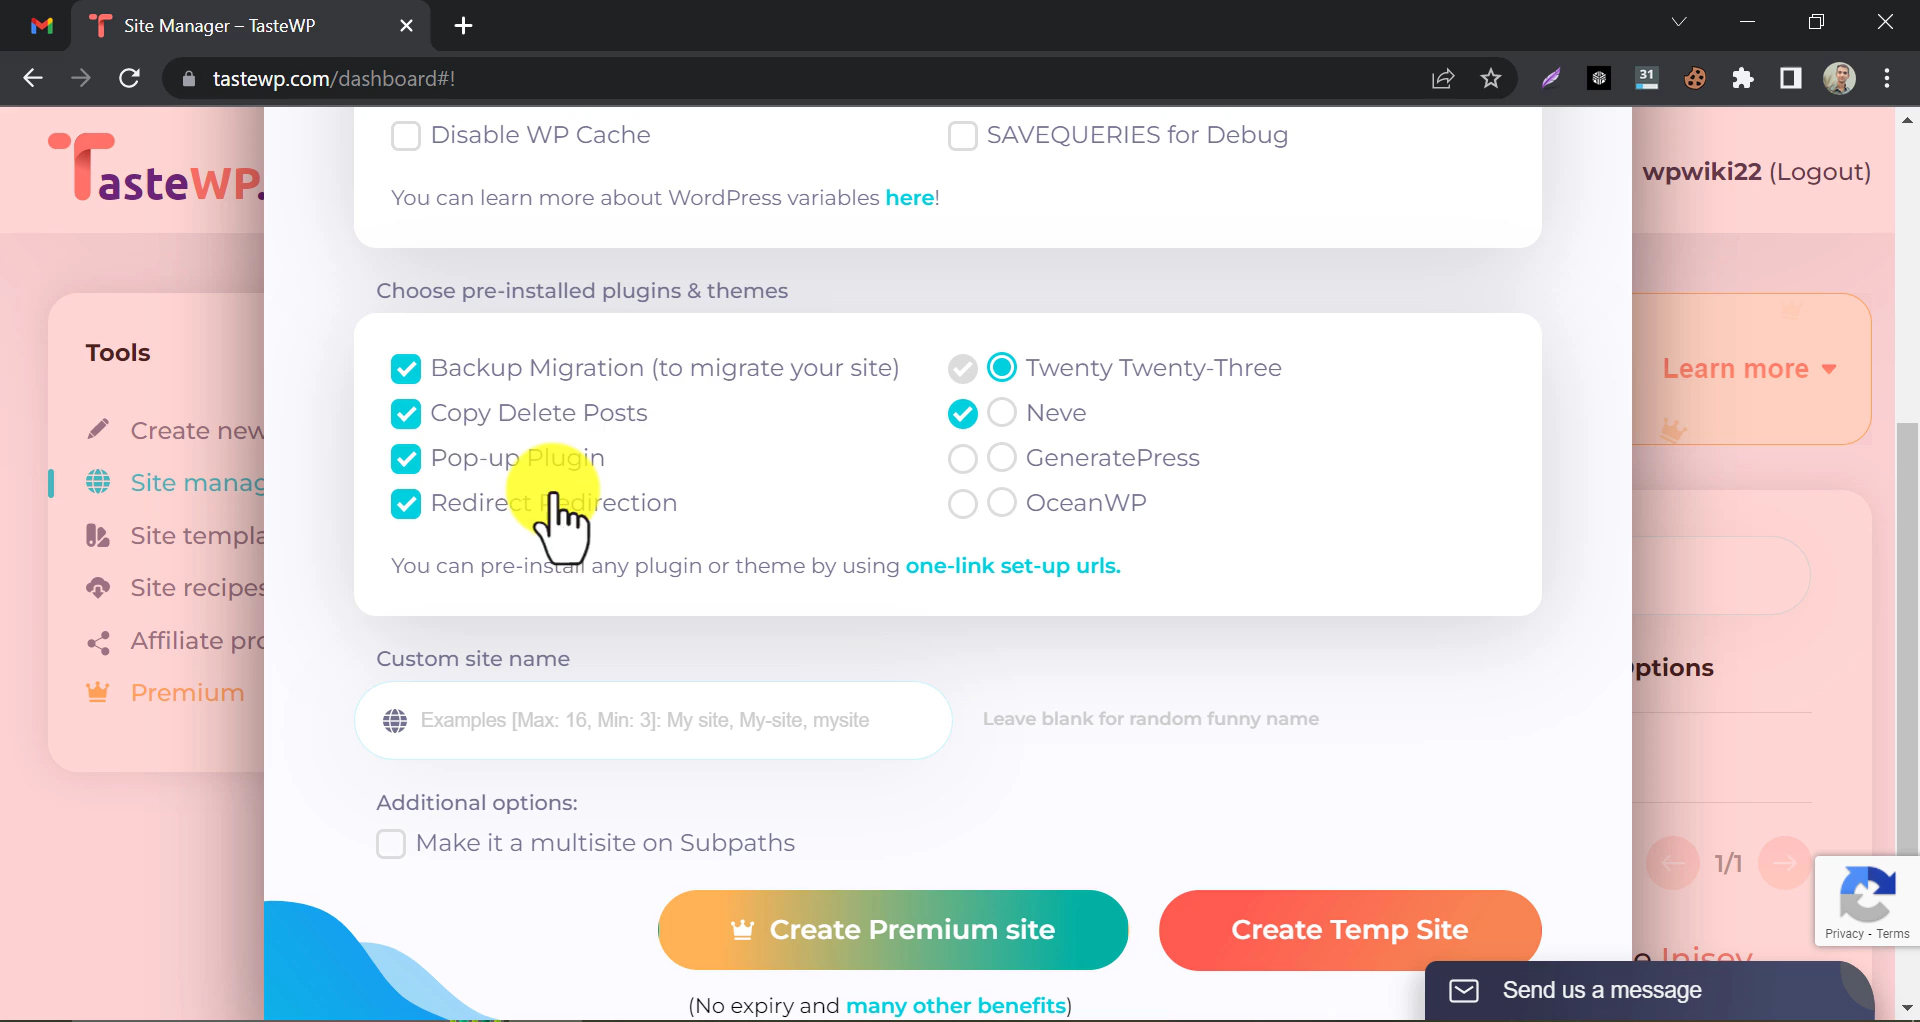 Site Manager – TasteWP
tastewp.com/dashboard#!
31
TasteWP.
wpwiki22 (Logout)
Disable WP Cache
SAVEQUERIES for Debug
You can learn more about WordPress variables here!
Choose pre-installed plugins & themes
Tools
Create new
Site manag
Site templa
Site recipes
Affiliate pro
Premium
Learn more
Backup Migration (to migrate your site)
Twenty Twenty-Three
Copy Delete Posts
Neve
Pop-up Plugin
GeneratePress
Redirect Redirection
OceanWP
You can pre-install any plugin or theme by using one-link set-up urls.
Custom site name
Options
Examples [Max: 16, Min: 3]: My site, My-site, mysite
Leave blank for random funny name
Additional options:
Make it a multisite on Subpaths
1/1
Create Premium site
Create Temp Site
Privacy - Terms
Send us a message
(No expiry and many other benefits)